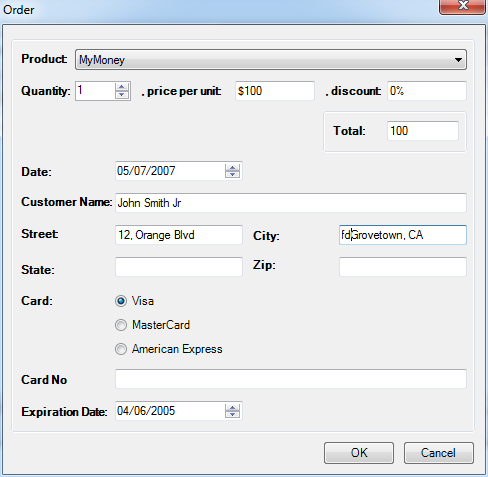 Order
Product: MyMoney
Quantity: 1 , price per unit: $100 , discount: 0%
Total: 100
Date: 05/07/2007
Customer Name: John Smith Jr
Street: 12, Orange Blvd City: fdGrovetown, CA
State: Zip:
Card: Visa
MasterCard
American Express
Card No
Expiration Date: 04/06/2005
OK Cancel